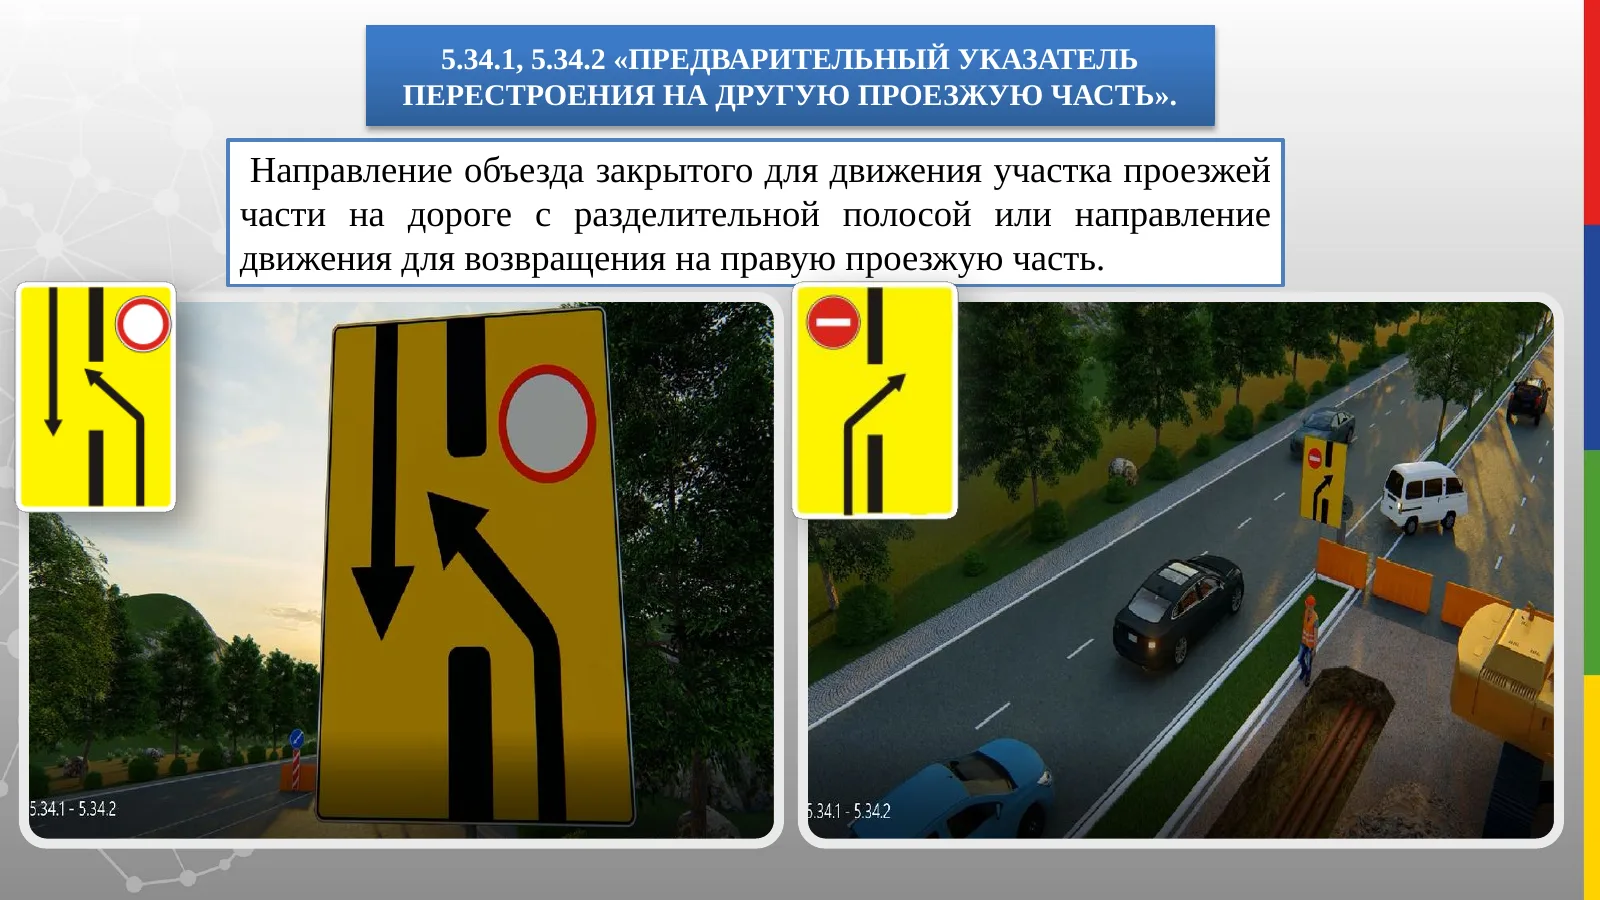 5.34.1, 5.34.2 «ПРЕДВАРИТЕЛЬНЫЙ УКАЗАТЕЛЬ
ПЕРЕСТРОЕНИЯ НА ДРУГУЮ ПРОЕЗЖУЮ ЧАСТЬ».
Направление объезда закрытого для движения участка проезжей
части на дороге с разделительной полосой или направление
движения для возвращения на правую проезжую часть.
5.34.1 - 5.34.2
5.34.1 - 5.34.2